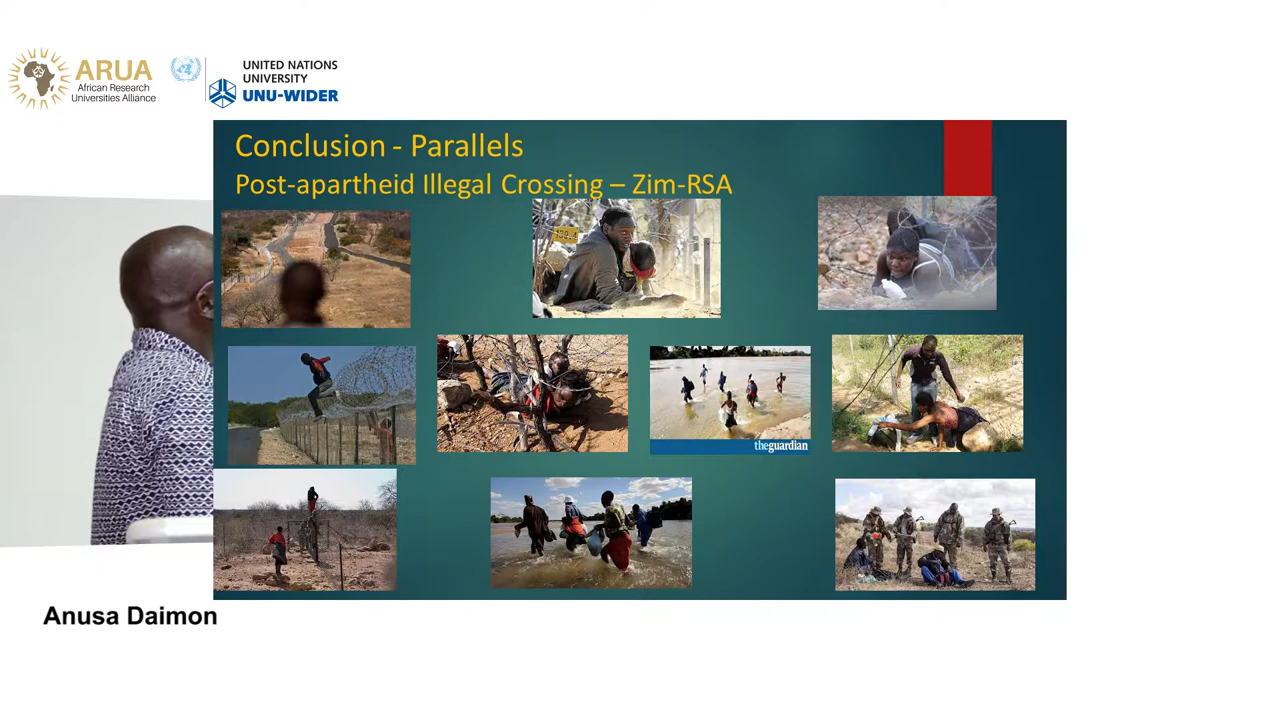 ARUA
African Research
Universities Alliance
UNITED NATIONS
UNIVERSITY
UNU-WIDER
Conclusion - Parallels
Post-apartheid Illegal Crossing – Zim-RSA
theguardian
Anusa Daimon